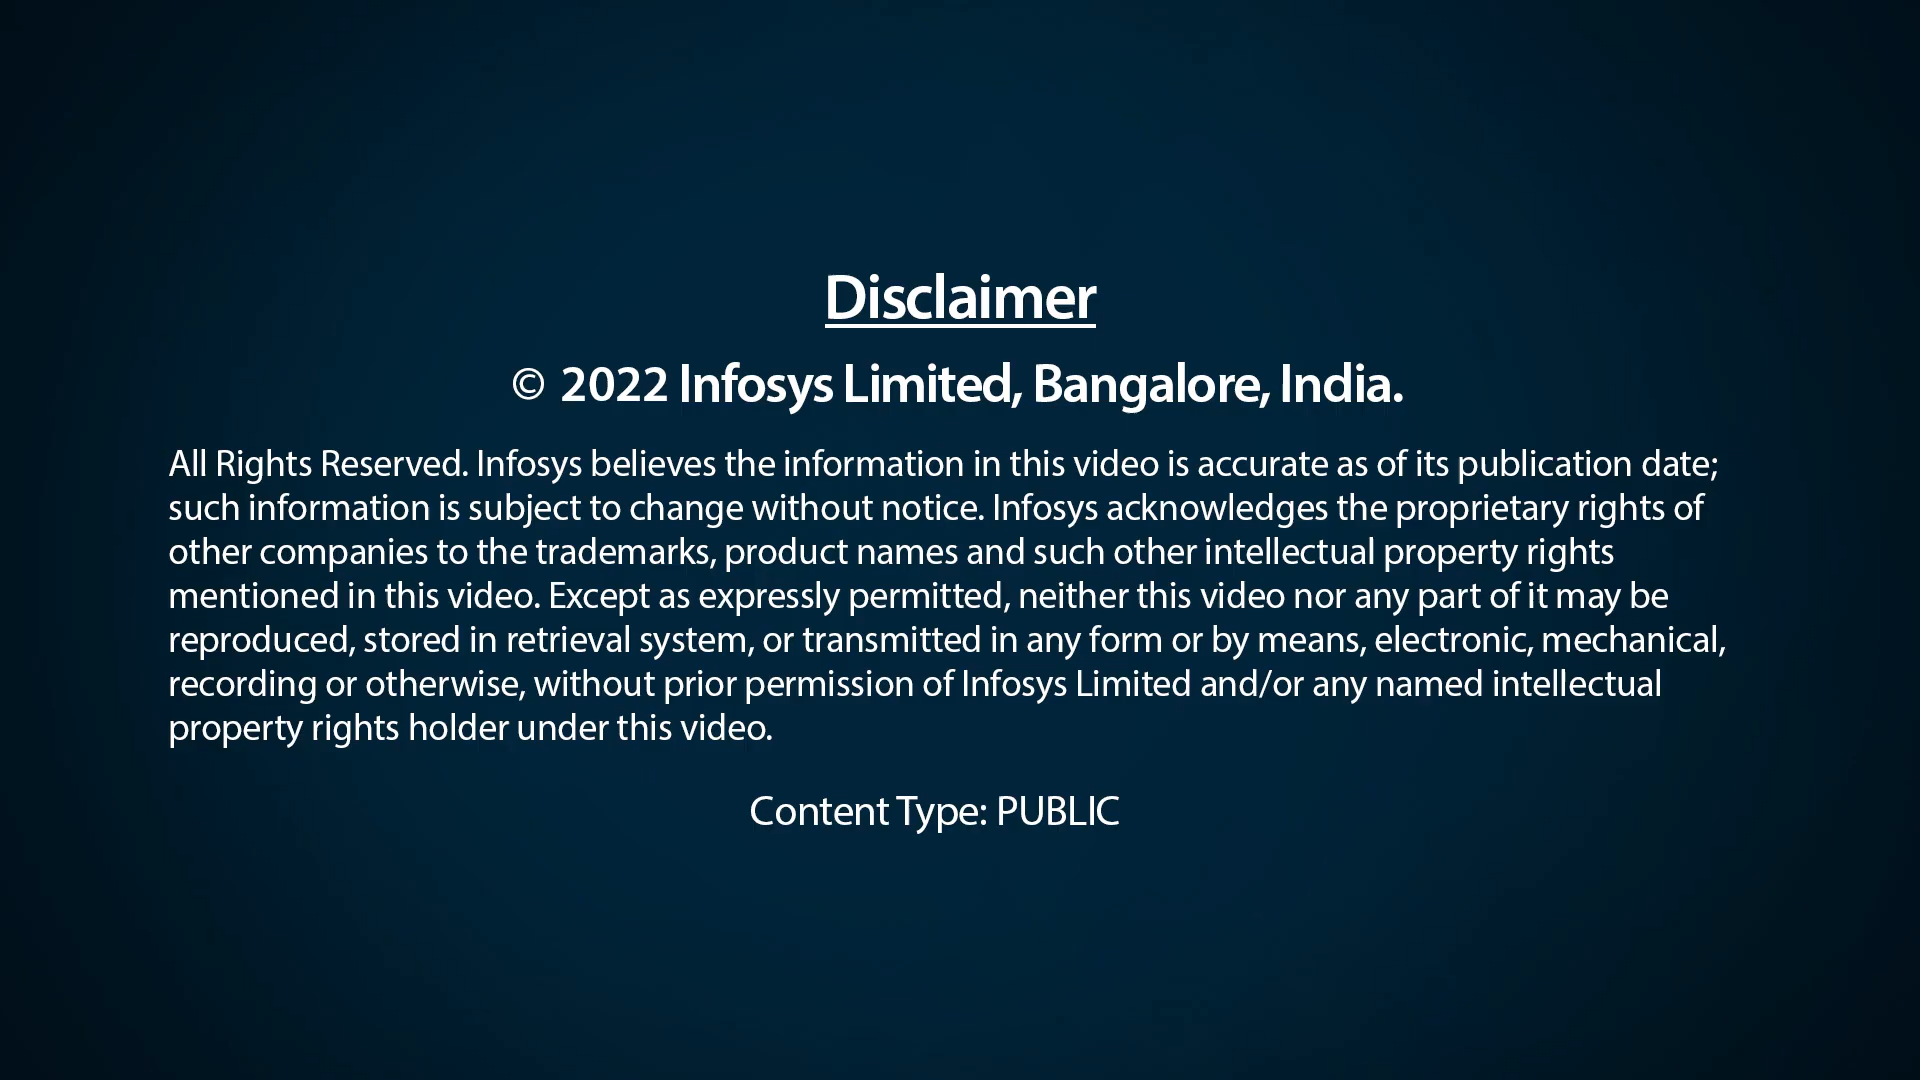 Disclaimer
© 2022 Infosys Limited, Bangalore, India.
All Rights Reserved. Infosys believes the information in this video is accurate as of its publication date;
such information is subject to change without notice. Infosys acknowledges the proprietary rights of
other companies to the trademarks, product names and such other intellectual property rights
mentioned in this video. Except as expressly permitted, neither this video nor any part of it may be
reproduced, stored in retrieval system, or transmitted in any form or by means, electronic, mechanical,
recording or otherwise, without prior permission of Infosys Limited and/or any named intellectual
property rights holder under this video.
Content Type: PUBLIC